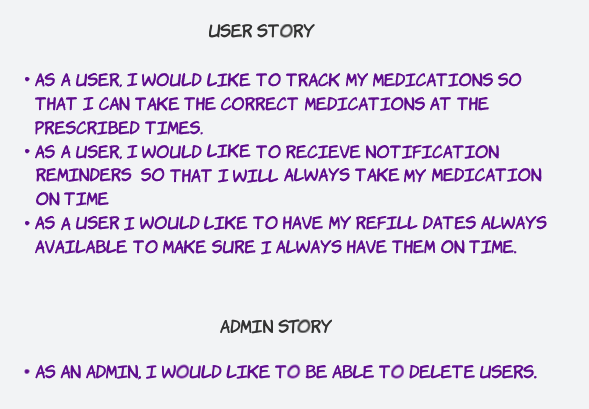 USER STORY
• AS A USER, I WOULD LIKE TO TRACK MY MEDICATIONS SO
THAT I CAN TAKE THE CORRECT MEDICATIONS AT THE
PRESCRIBED TIMES.
• AS A USER, I WOULD LIKE TO RECIEVE NOTIFICATION
REMINDERS SO THAT I WILL ALWAYS TAKE MY MEDICATION
ON TIME
• AS A USER I WOULD LIKE TO HAVE MY REFILL DATES ALWAYS
AVAILABLE TO MAKE SURE I ALWAYS HAVE THEM ON TIME.
ADMIN STORY
• AS AN ADMIN, I WOULD LIKE TO BE ABLE TO DELETE USERS.